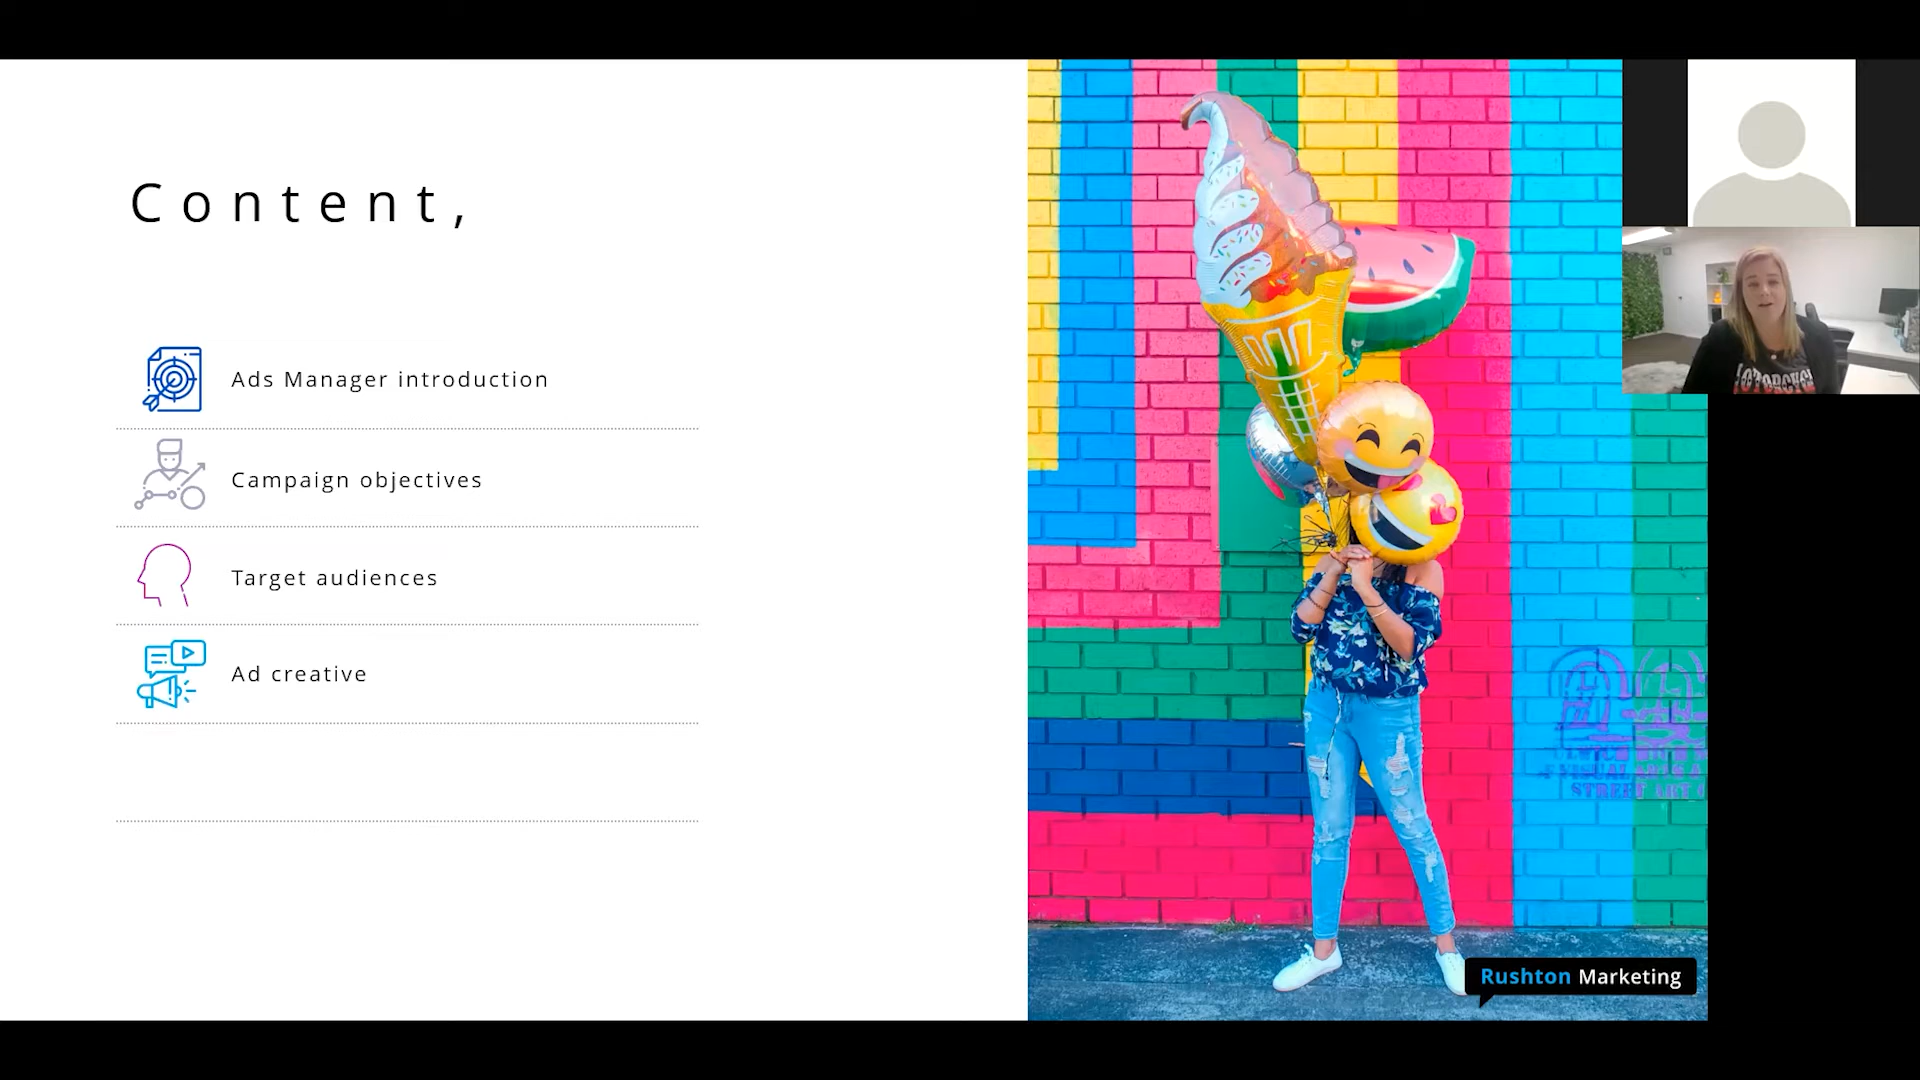 Content,
Ads Manager introduction
Campaign objectives
Target audiences
Ad creative
Rushton Marketing